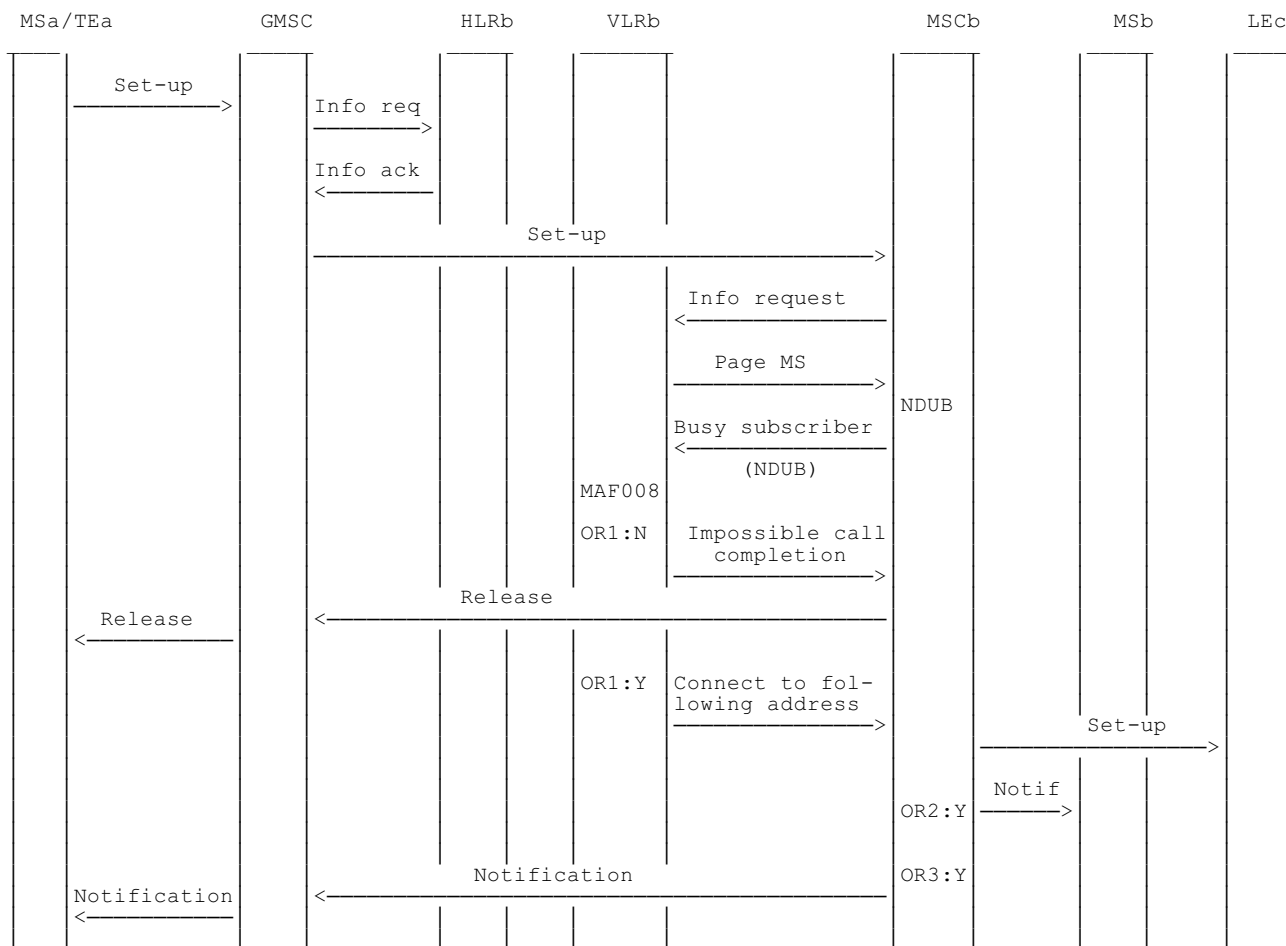 MSa/TEa GMSC HLRb VLRb MSCb MSb LEc
Set-up
Info req
Info ack
Set-up
Info request
Page MS
NDUB
Busy subscriber
(NDUB)
MAF008
OR1:N Impossible call
completion
Release
Release
OR1:Y Connect to fol-
lowing address
Set-up
Notif
OR2:Y
Notification OR3:Y
Notification